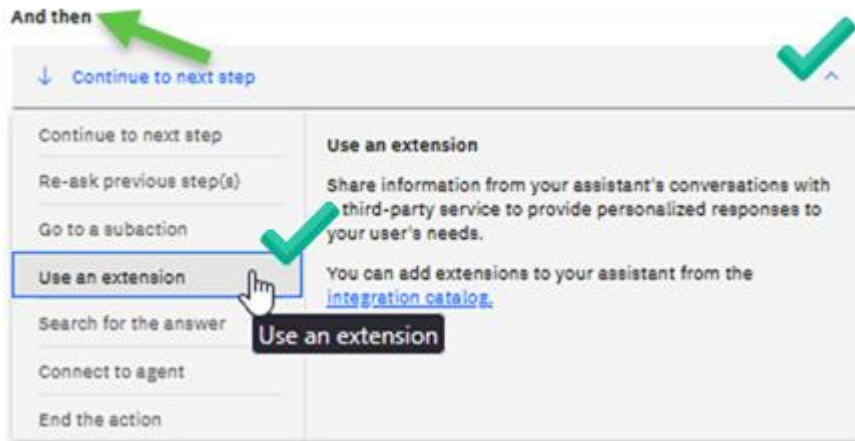 And then
Continue to next step
Continue to next step
Re-ask previous step(s)
Go to a subaction
Use an extension
Search for the answer
Connect to agent
End the action
Use an extension
Share information from your assistant's conversations with
third-party service to provide personalized responses to
your user's needs.
You can add extensions to your assistant from the
integration catalog.
Use an extension